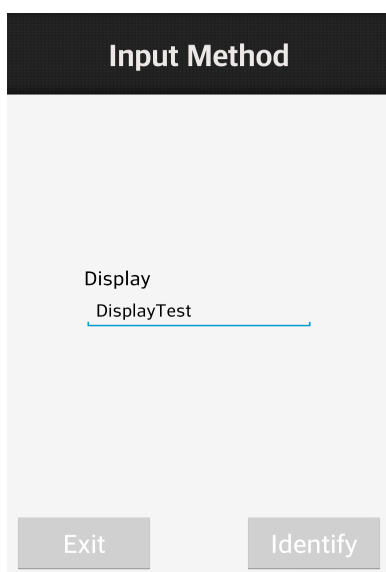 Input Method
Display
DisplayTest
Exit
Identify